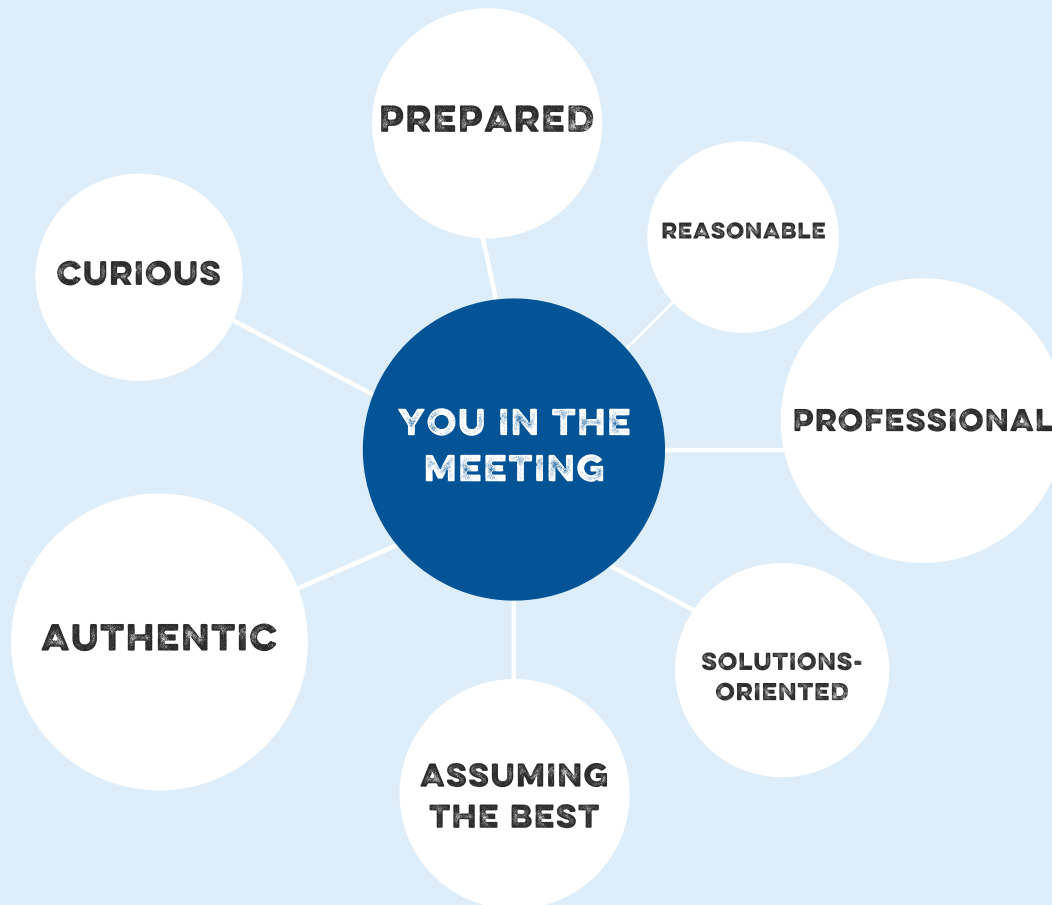 PREPARED
REASONABLE
CURIOUS
PROFESSIONAL
YOU IN THE
MEETING
AUTHENTIC
SOLUTIONS-
ORIENTED
ASSUMING
THE BEST